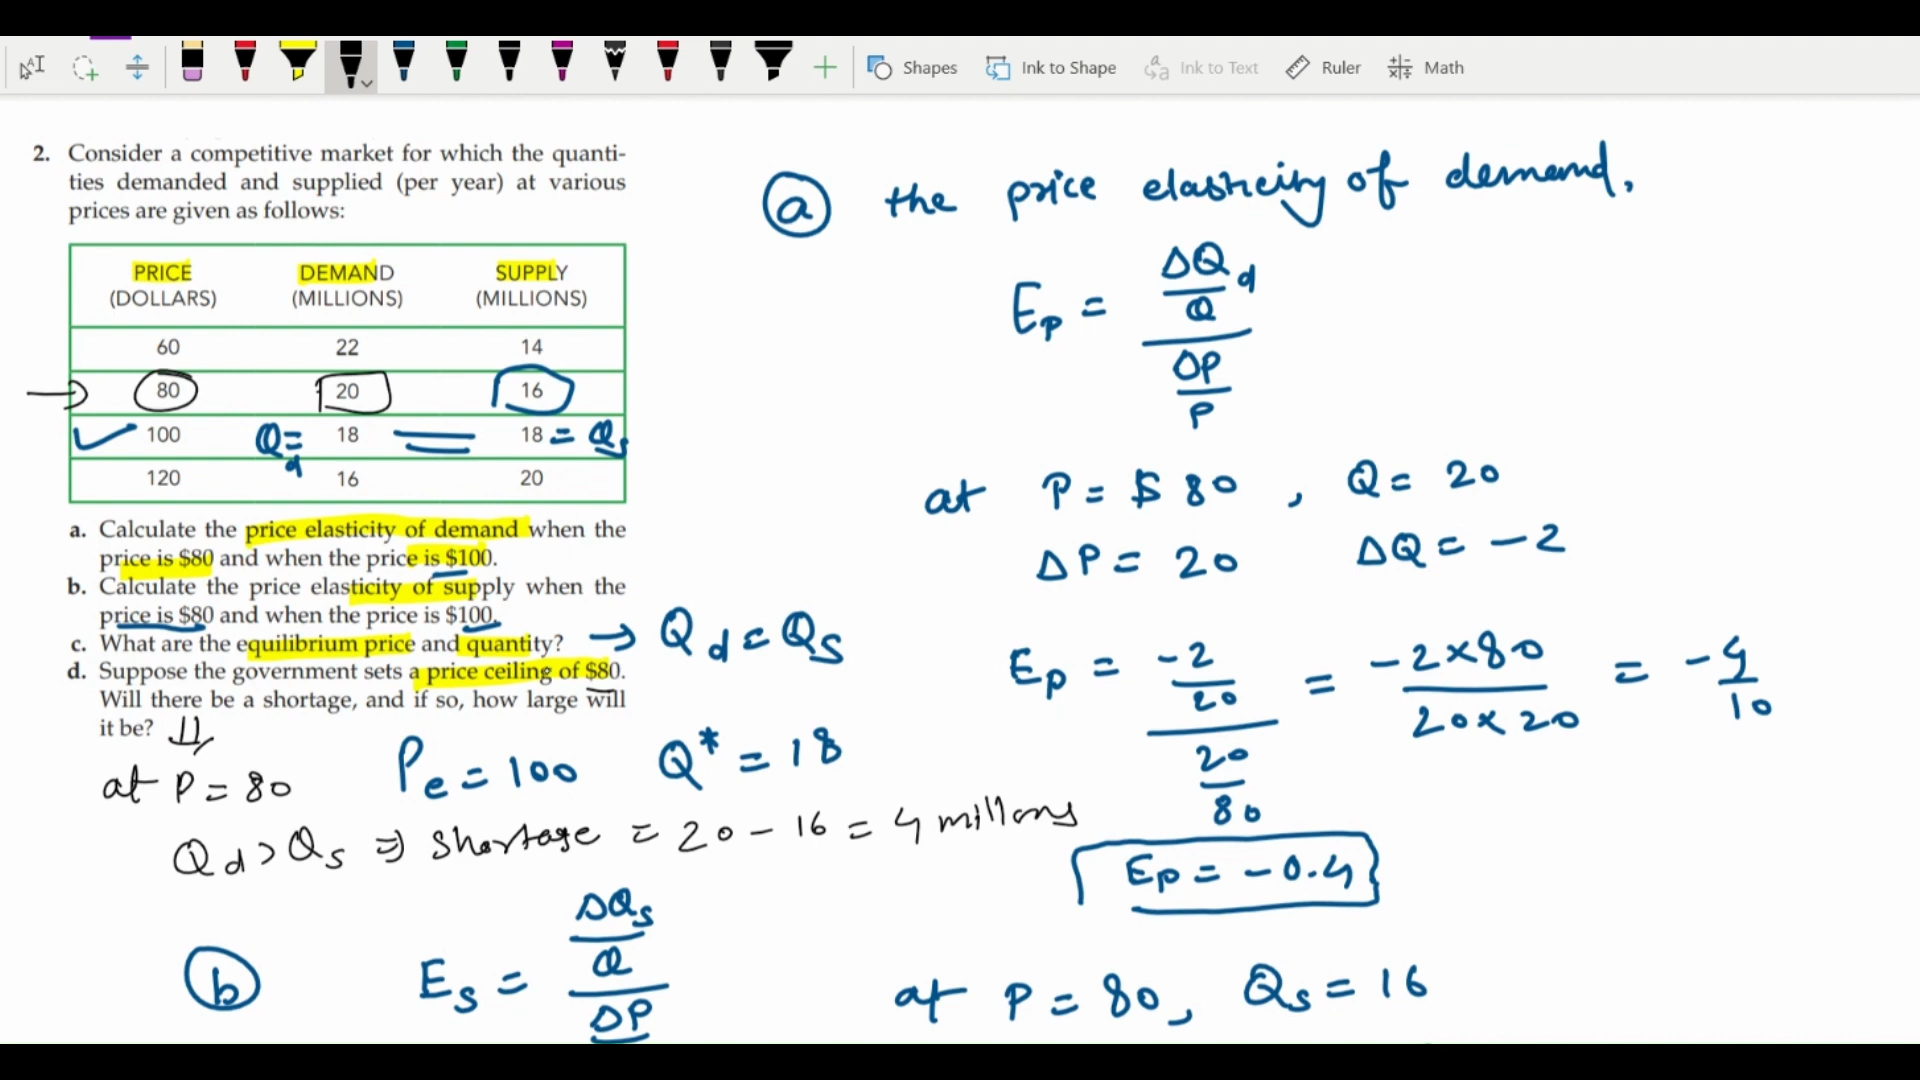 Shapes Ink to Shape Ink to Text Ruler Math
2. Consider a competitive market for which the quanti-
ties demanded and supplied (per year) at various
prices are given as follows:
PRICE DEMAND SUPPLY
(DOLLARS) (MILLIONS) (MILLIONS)
60 22 14
80 20 16
100 Qd = 18 = 18 = Qs
120 16 20
a. Calculate the price elasticity of demand when the
price is $80 and when the price is $100.
b. Calculate the price elasticity of supply when the
price is $80 and when the price is $100.
c. What are the equilibrium price and quantity? → Qd = Qs
d. Suppose the government sets a price ceiling of $80.
Will there be a shortage, and if so, how large will
it be?
Pe = 100 Q* = 18
at P = 80
Qd > Qs ⇒ shortage = 20 - 16 = 4 millions
a the price elasticity of demand.
Ep = ΔQd/Q / ΔP/P
at P = $80, Q = 20
ΔP = 20 ΔQ = -2
Ep = -2/20 / 20/80 = -2×80 / 20×20 = -4/10
Ep = -0.4
b Es = ΔQs/Q / ΔP
at P = 80, Qs = 16